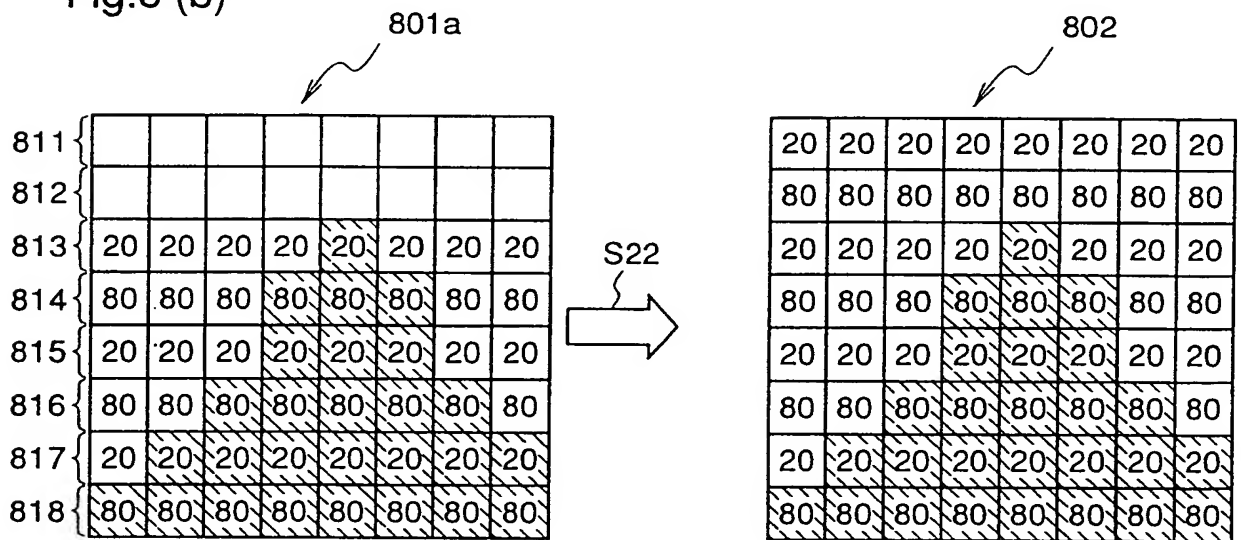 Fig.8 (b)
801a
802
811
20 20 20 20 20 20 20 20
812
80 80 80 80 80 80 80 80
813 20 20 20 20 20 20 20 20
20 20 20 20 20 20 20 20
S22
814 80 80 80 80 80 80 80 80
80 80 80 80 80 80 80 80
815 20 20 20 20 20 20 20 20
20 20 20 20 20 20 20 20
816 80 80 80 80 80 80 80 80
80 80 80 80 80 80 80 80
817 20 20 20 20 20 20 20 20
20 20 20 20 20 20 20 20
818 80 80 80 80 80 80 80 80
80 80 80 80 80 80 80 80